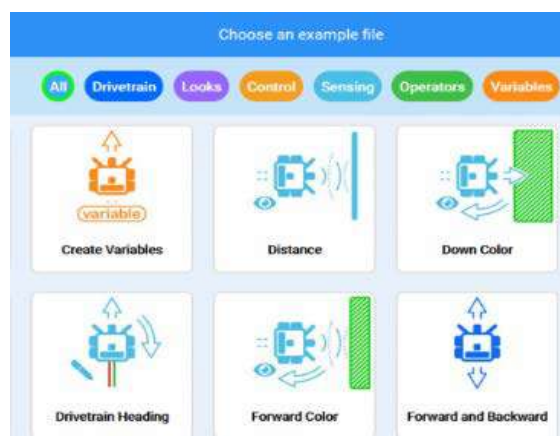 Choose an example file
All Drivetrain Looks Control Sensing Operators Variables
(variable)
Create Variables Distance Down Color
Drivetrain Heading Forward Color Forward and Backward